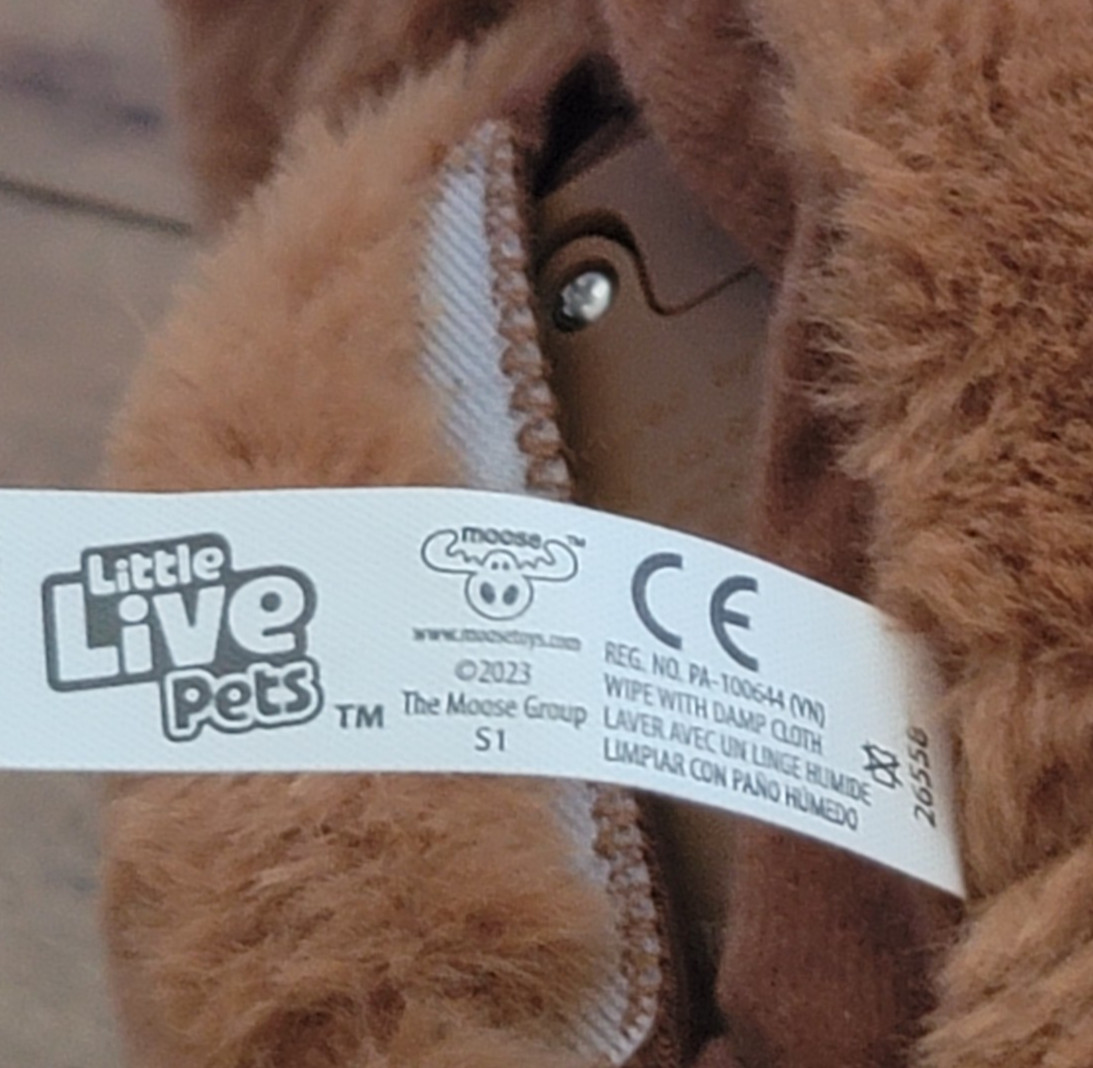 Little
Live
Pets
TM
moose TM
www.moosetoys.com
©2023
The Moose Group
S1
CE
REG. NO. PA-100644 (VN)
WIPE WITH DAMP CLOTH
LAVER AVEC UN LINGE HUMIDE
LIMPIAR CON PAÑO HÚMEDO
26558